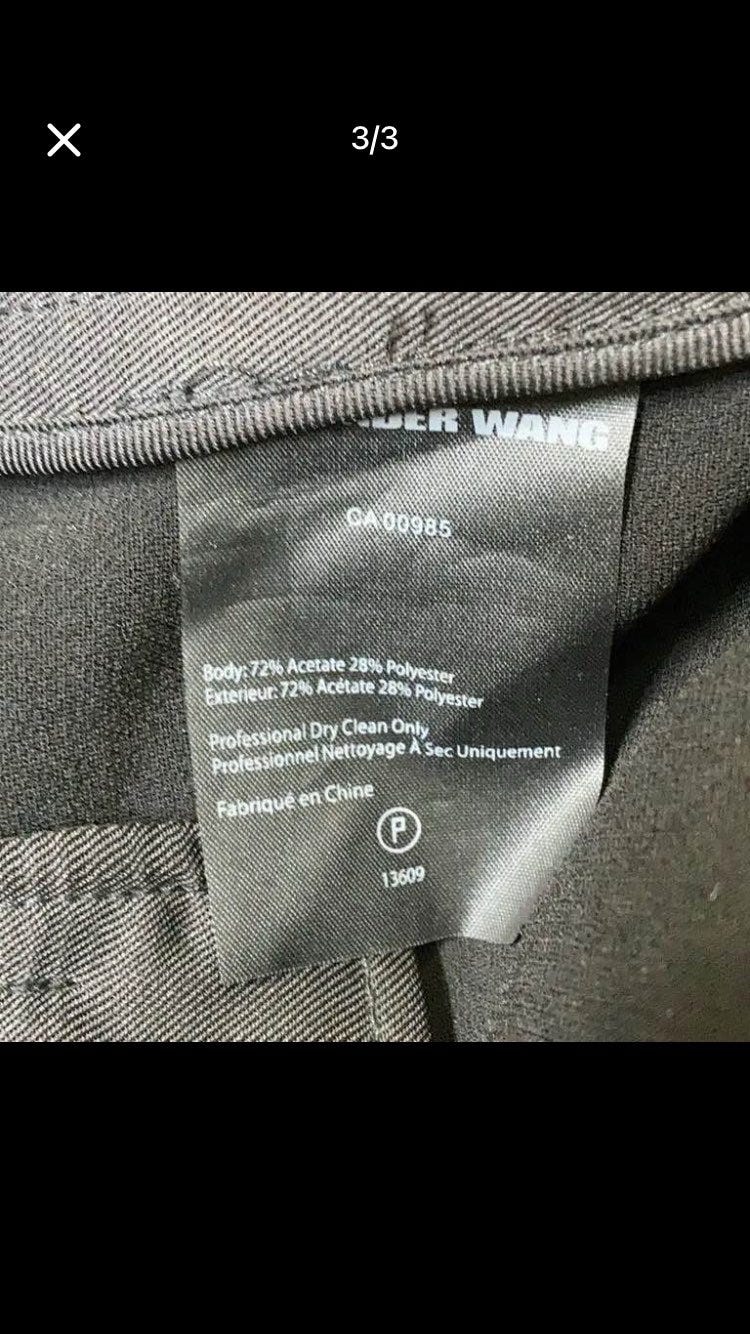 3/3
DER WANG
CA 00985
Body: 72% Acetate 28% Polyester
Exterieur: 72% Acétate 28% Polyester
Professional Dry Clean Only
Professionnel Nettoyage À Sec Uniquement
Fabriqué en Chine
P
13609